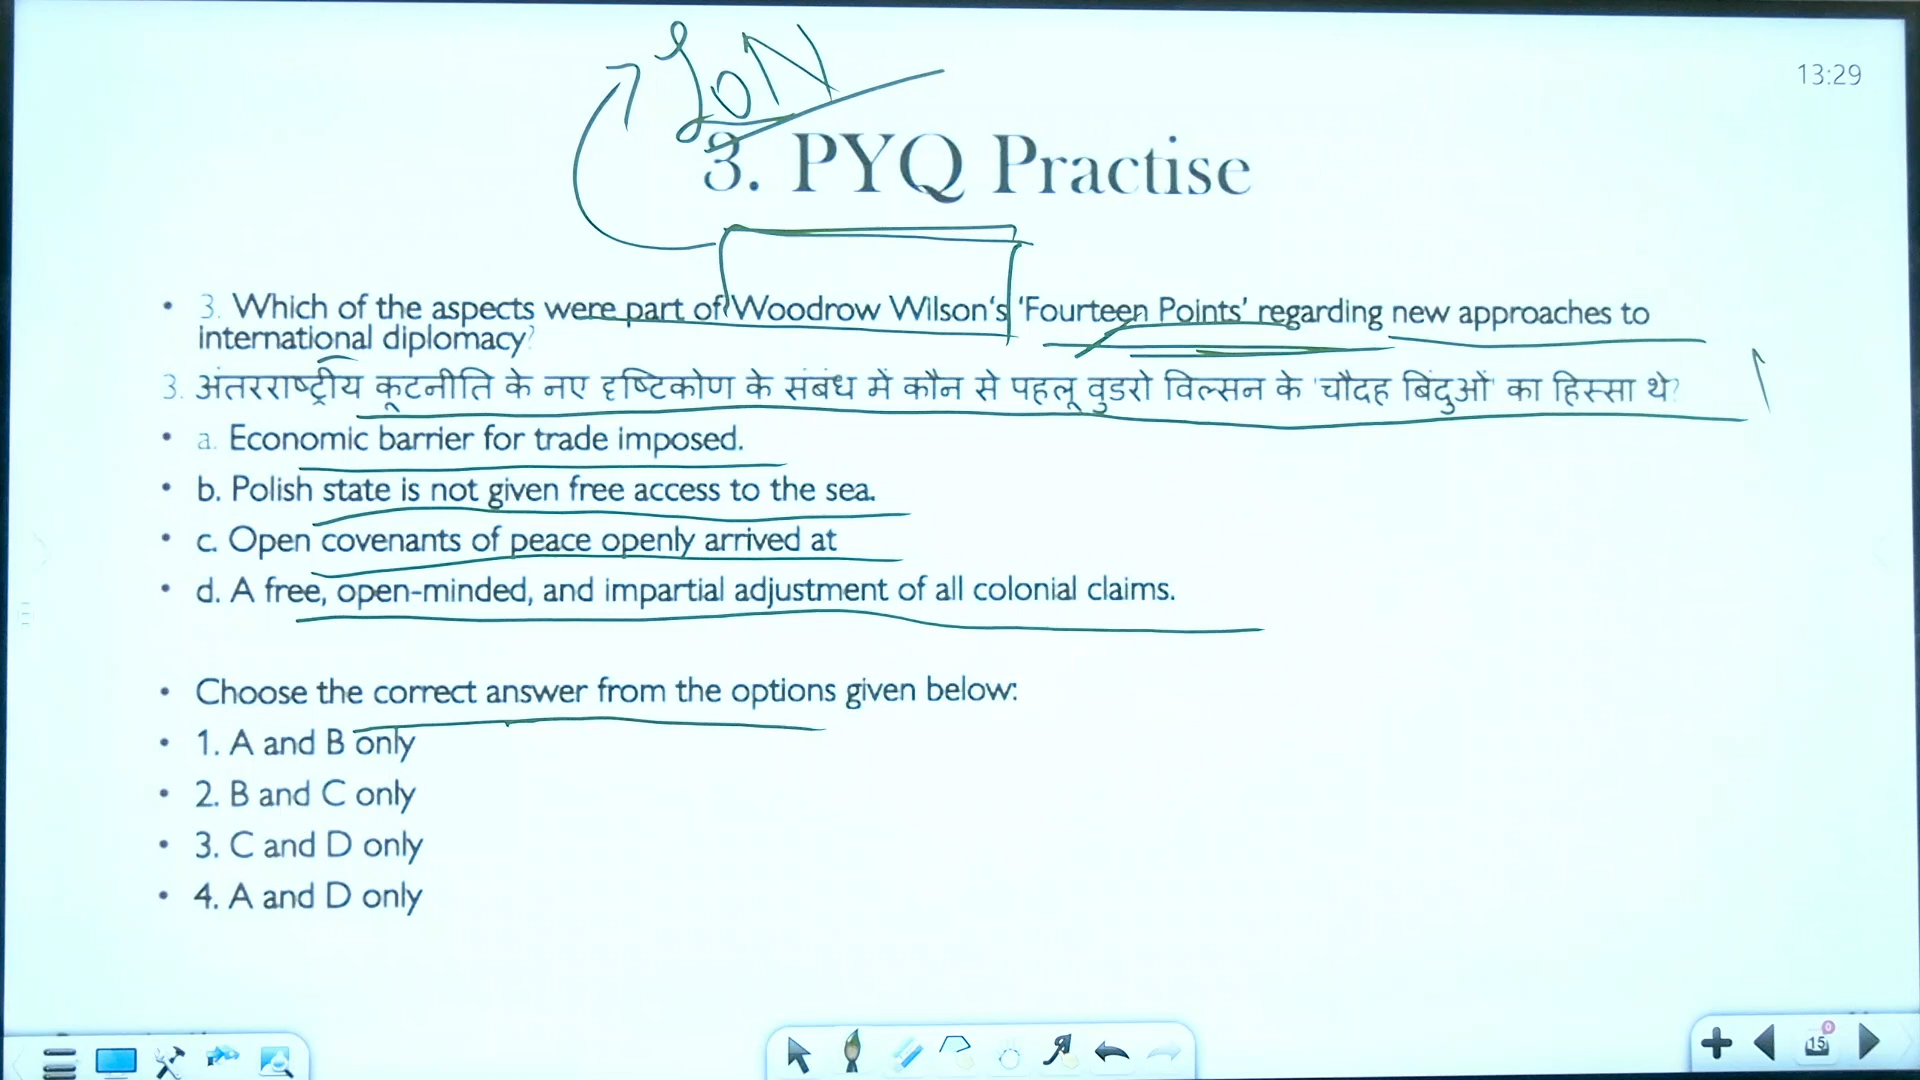 LON
13:29
3. PYQ Practise
• 3. Which of the aspects were part of Woodrow Wilson's 'Fourteen Points' regarding new approaches to
international diplomacy?
3. अंतरराष्ट्रीय कूटनीति के नए दृष्टिकोण के संबंध में कौन से पहलू वुडरो विल्सन के 'चौदह बिंदुओं' का हिस्सा थे?
• a. Economic barrier for trade imposed.
• b. Polish state is not given free access to the sea.
• c. Open covenants of peace openly arrived at
• d. A free, open-minded, and impartial adjustment of all colonial claims.
• Choose the correct answer from the options given below:
• 1. A and B only
• 2. B and C only
• 3. C and D only
• 4. A and D only
15
0